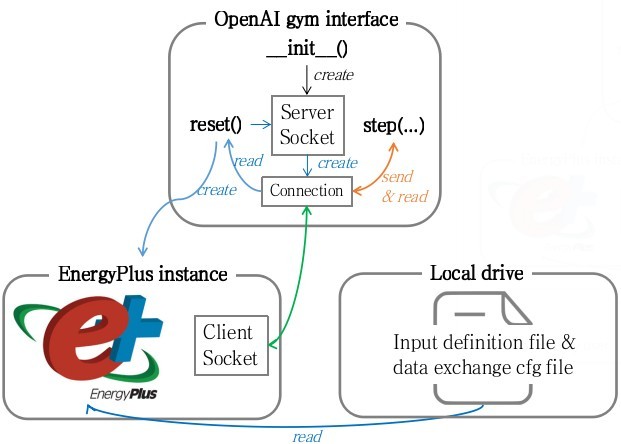 OpenAI gym interface
__init__()
create
reset()
Server
Socket
step(...)
read
create
send
& read
create
Connection
EnergyPlus instance
Local drive
Client
Socket
Input definition file &
data exchange cfg file
EnergyPlus
read